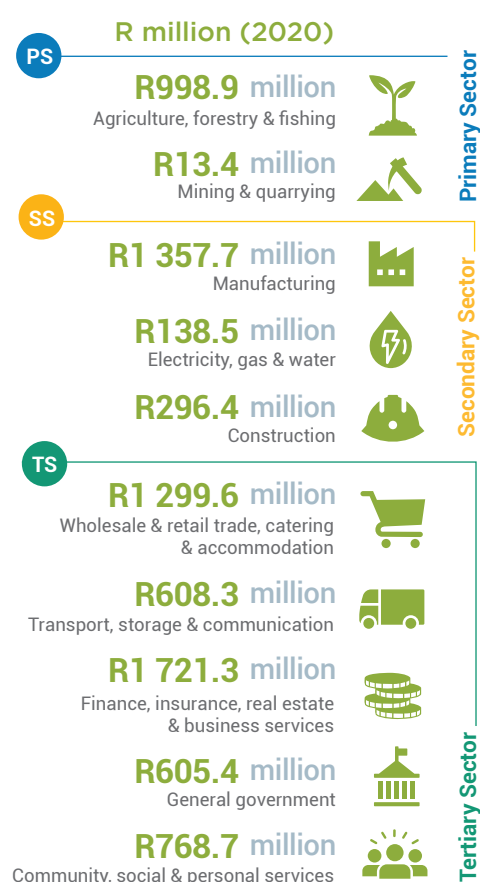 R million (2020)
PS
Primary Sector
R998.9 million
Agriculture, forestry & fishing
R13.4 million
Mining & quarrying
SS
Secondary Sector
R1 357.7 million
Manufacturing
R138.5 million
Electricity, gas & water
R296.4 million
Construction
TS
Tertiary Sector
R1 299.6 million
Wholesale & retail trade, catering
& accommodation
R608.3 million
Transport, storage & communication
R1 721.3 million
Finance, insurance, real estate
& business services
R605.4 million
General government
R768.7 million
Community, social & personal services